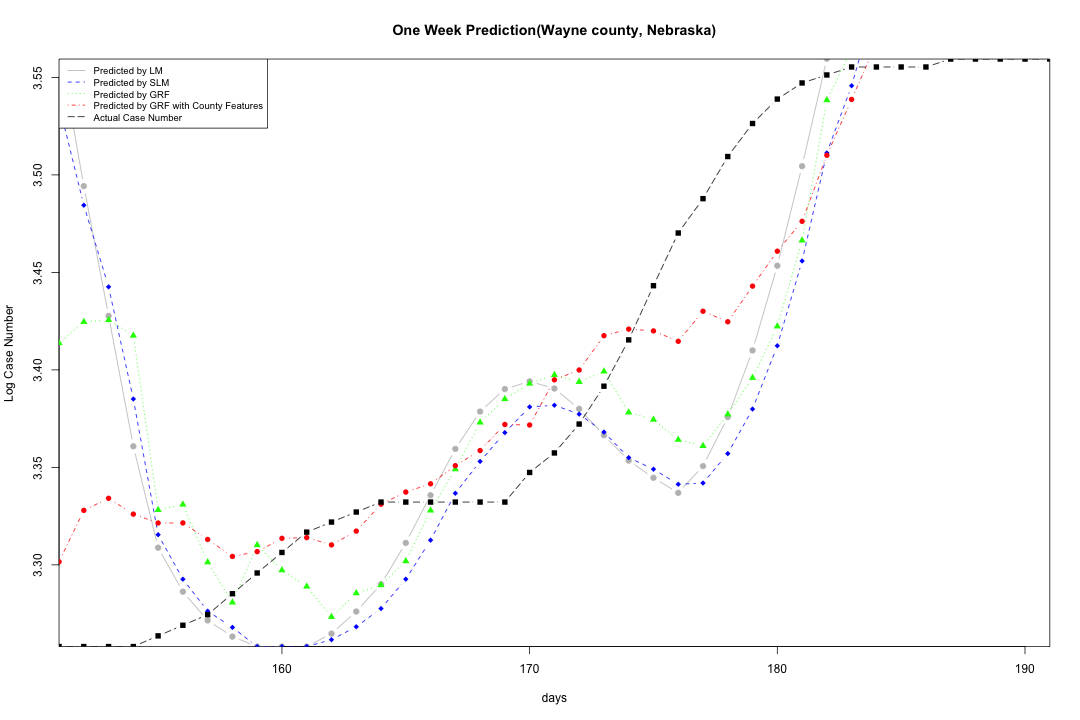 One Week Prediction(Wayne county, Nebraska)
Predicted by LM
Predicted by SLM
Predicted by GRF
Predicted by GRF with County Features
Actual Case Number
3.55
3.50
3.45
3.40
3.35
3.30
Log Case Number
160
170
180
190
days